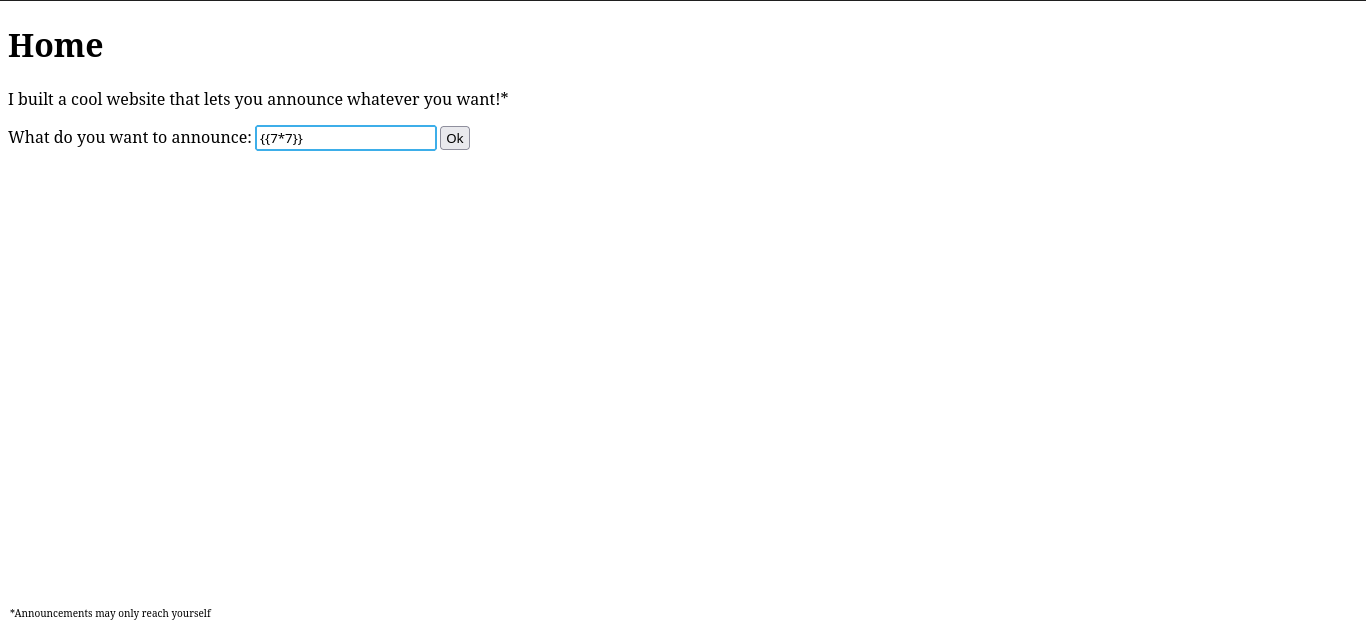 Home
I built a cool website that lets you announce whatever you want!*
What do you want to announce: {{7*7}} Ok
*Announcements may only reach yourself